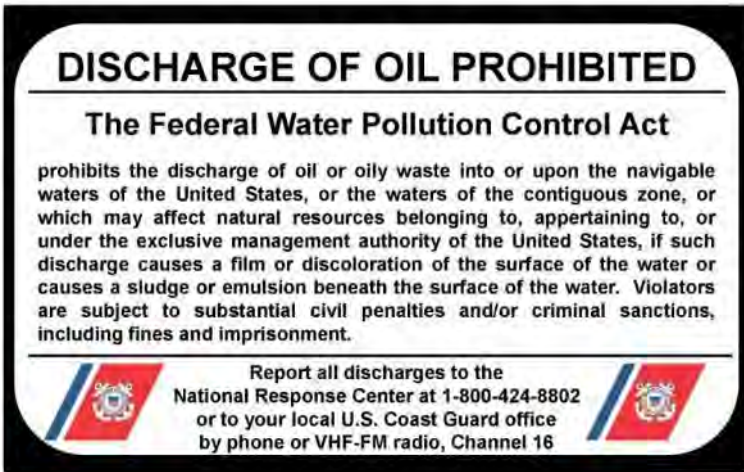 DISCHARGE OF OIL PROHIBITED
The Federal Water Pollution Control Act
prohibits the discharge of oil or oily waste into or upon the navigable
waters of the United States, or the waters of the contiguous zone, or
which may affect natural resources belonging to, appertaining to, or
under the exclusive management authority of the United States, if such
discharge causes a film or discoloration of the surface of the water or
causes a sludge or emulsion beneath the surface of the water. Violators
are subject to substantial civil penalties and/or criminal sanctions,
including fines and imprisonment.
Report all discharges to the
National Response Center at 1-800-424-8802
or to your local U.S. Coast Guard office
by phone or VHF-FM radio, Channel 16